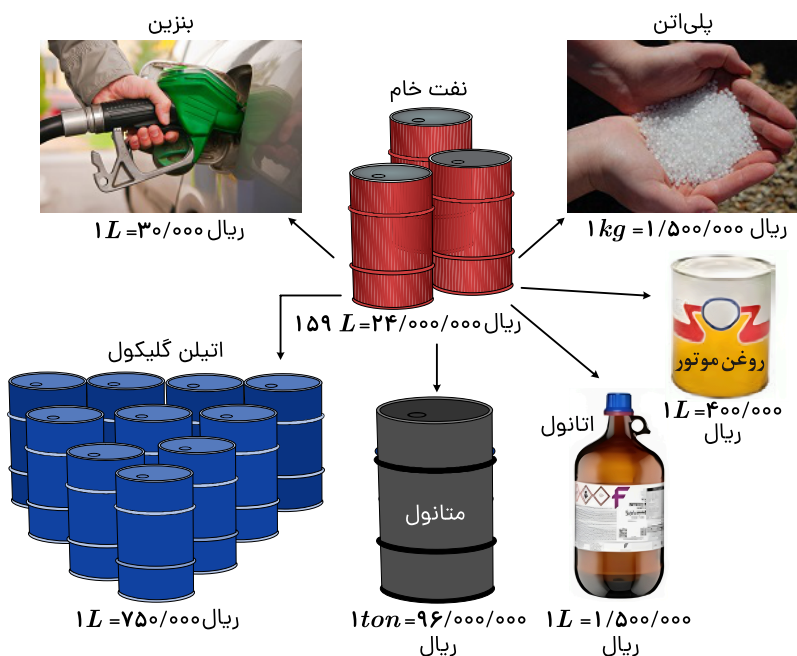 بنزین
پلی‌اتن
نفت خام
۱L =۳۰/۰۰۰ ریال
۱kg =۱/۵۰۰/۰۰۰ ریال
۱۵۹ L=۲۴/۰۰۰/۰۰۰ ریال
روغن موتور
۱L=۴۰۰/۰۰۰
ریال
اتیلن گلیکول
اتانول
متانول
۱L =۷۵۰/۰۰۰ ریال
۱ton=۹۶/۰۰۰/۰۰۰
ریال
۱L =۱/۵۰۰/۰۰۰
ریال